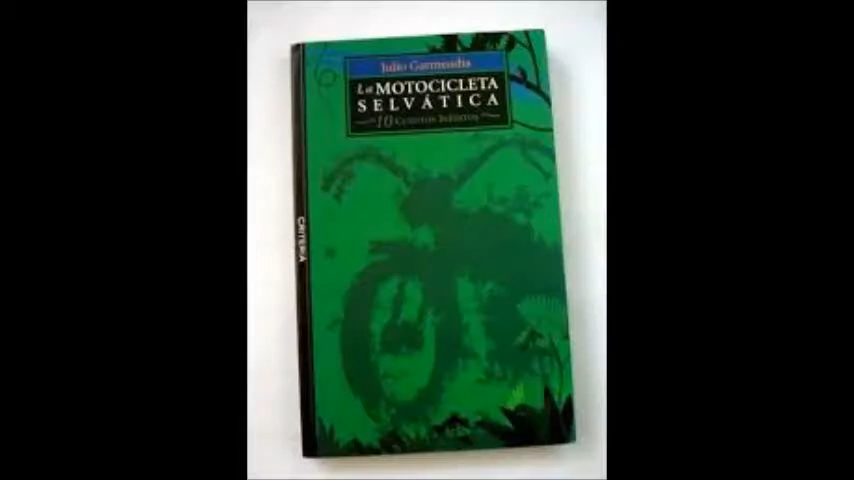 Julio Garmendia
La MOTOCICLETA
SELVÁTICA
10 CUENTOS INÉDITOS
CRITERIA